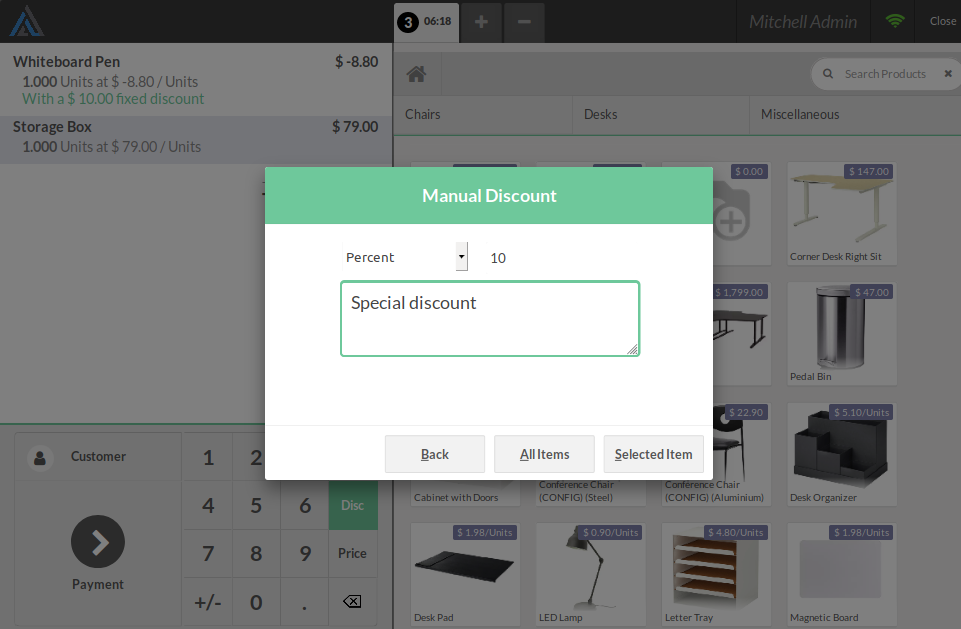 3 06:18 + −
Mitchell Admin
Close
Whiteboard Pen $ -8.80
1.000 Units at $ -8.80 / Units
With a $ 10.00 fixed discount
Storage Box $ 79.00
1.000 Units at $ 79.00 / Units
Search Products
Chairs Desks Miscellaneous
$ 0.00 $ 147.00
Corner Desk Right Sit
Manual Discount
Percent 10
Special discount
Back All Items Selected Item
$ 1,799.00 $ 47.00
Pedal Bin
$ 22.90 $ 5.10/Units
Cabinet with Doors
Conference Chair
(CONFIG) (Steel)
Conference Chair
(CONFIG) (Aluminium)
Desk Organizer
$ 1.98/Units $ 0.90/Units $ 4.80/Units $ 1.98/Units
Desk Pad LED Lamp Letter Tray Magnetic Board
Customer
Payment
1 2
4 5 6 Disc
7 8 9 Price
+/- 0 .